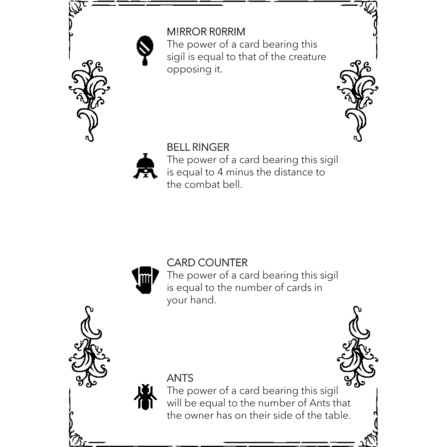 M!RROR R0RRIM
The power of a card bearing this
sigil is equal to that of the creature
opposing it.
BELL RINGER
The power of a card bearing this sigil
is equal to 4 minus the distance to
the combat bell.
CARD COUNTER
The power of a card bearing this sigil
is equal to the number of cards in
your hand.
ANTS
The power of a card bearing this sigil
will be equal to the number of Ants that
the owner has on their side of the table.